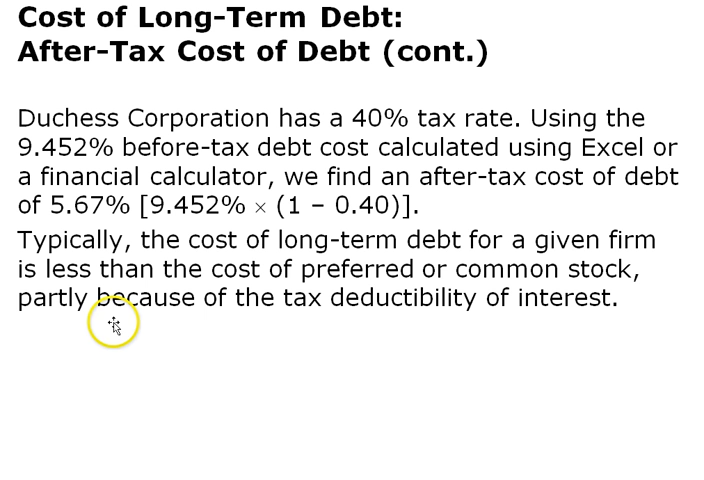 Cost of Long-Term Debt:
After-Tax Cost of Debt (cont.)
Duchess Corporation has a 40% tax rate. Using the
9.452% before-tax debt cost calculated using Excel or
a financial calculator, we find an after-tax cost of debt
of 5.67% [9.452% × (1 – 0.40)].
Typically, the cost of long-term debt for a given firm
is less than the cost of preferred or common stock,
partly because of the tax deductibility of interest.